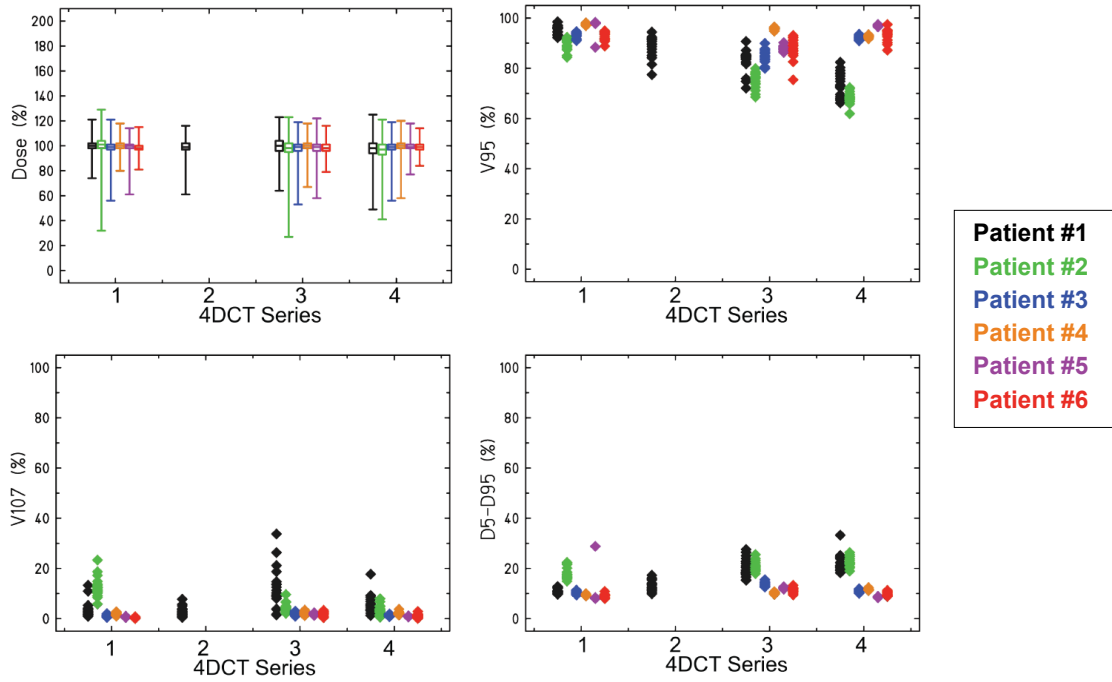 200
180
160
140
120
100
80
60
40
20
0
Dose (%)
1 2 3 4
4DCT Series
100
80
60
40
20
0
V95 (%)
1 2 3 4
4DCT Series
Patient #1
Patient #2
Patient #3
Patient #4
Patient #5
Patient #6
100
80
60
40
20
0
V107 (%)
1 2 3 4
4DCT Series
100
80
60
40
20
0
D5-D95 (%)
1 2 3 4
4DCT Series